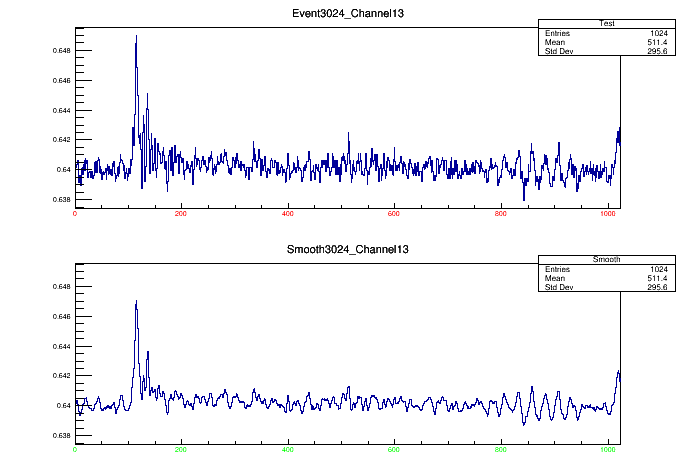 Event3024_Channel13
Test
Entries 1024
Mean 511.4
Std Dev 295.6
0.648
0.646
0.644
0.642
0.64
0.638
0 200 400 600 800 1000
Smooth3024_Channel13
Smooth
Entries 1024
Mean 511.4
Std Dev 295.6
0.648
0.646
0.644
0.642
0.64
0.638
0 200 400 600 800 1000